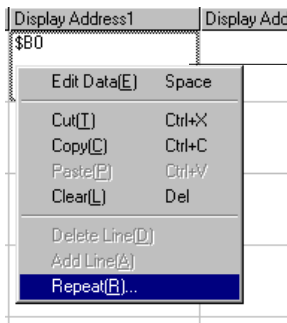 Display Address1 Display Add
$B0
Edit Data(E) Space
Cut(T) Ctrl+X
Copy(C) Ctrl+C
Paste(P) Ctrl+V
Clear(L) Del
Delete Line(D)
Add Line(A)
Repeat(R)...